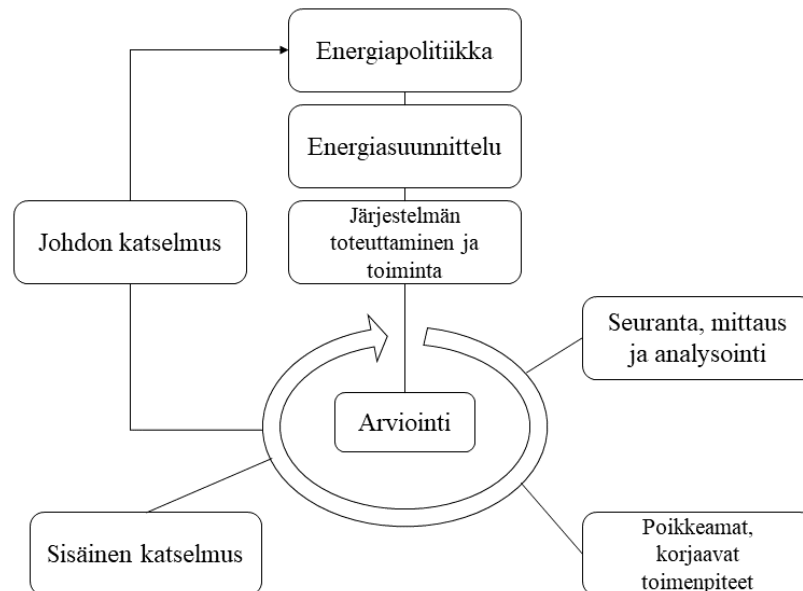 Energiapolitiikka
Energiasuunnittelu
Järjestelmän
toteuttaminen ja
toiminta
Johdon katselmus
Seuranta, mittaus
ja analysointi
Arviointi
Sisäinen katselmus
Poikkeamat,
korjaavat
toimenpiteet